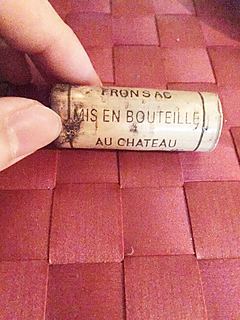 FRONSAC
MIS EN BOUTEILLE
AU CHATEAU